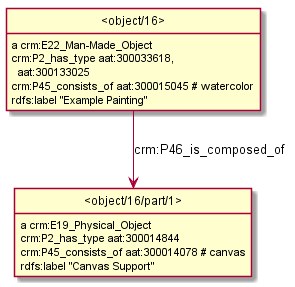 <object/16>
a crm:E22_Man-Made_Object
crm:P2_has_type aat:300033618,
aat:300133025
crm:P45_consists_of aat:300015045 # watercolor
rdfs:label "Example Painting"
crm:P46_is_composed_of
<object/16/part/1>
a crm:E19_Physical_Object
crm:P2_has_type aat:300014844
crm:P45_consists_of aat:300014078 # canvas
rdfs:label "Canvas Support"